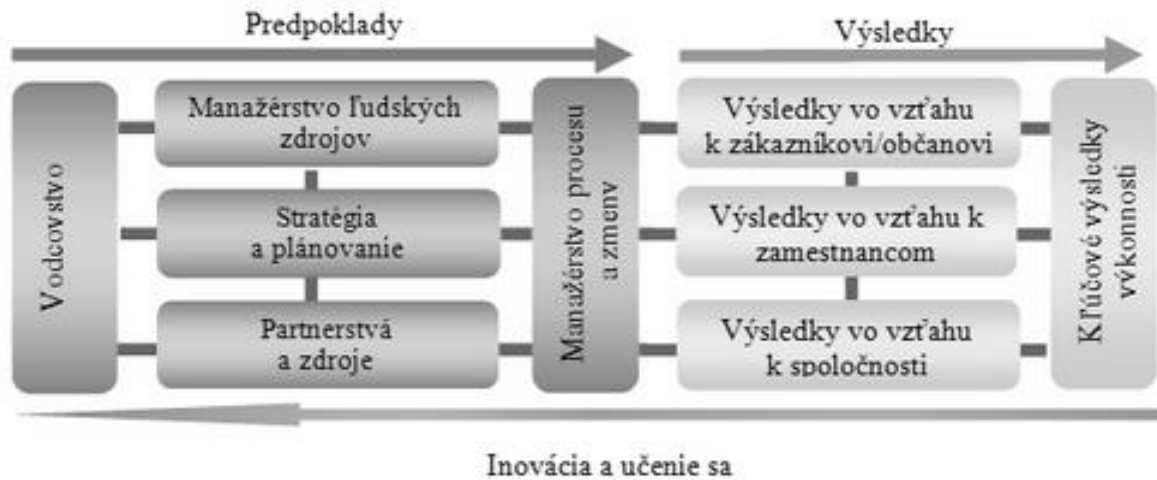 Predpoklady
Výsledky
Vodcovstvo
Manažérstvo ľudských
zdrojov
Stratégia
a plánovanie
Partnerstvá
a zdroje
Manažérstvo procesu
a zmenv
Výsledky vo vzťahu
k zákazníkovi/občanovi
Výsledky vo vzťahu k
zamestnancom
Výsledky vo vzťahu
k spoločnosti
Kľúčové výsledky
výkonnosti
Inovácia a učenie sa